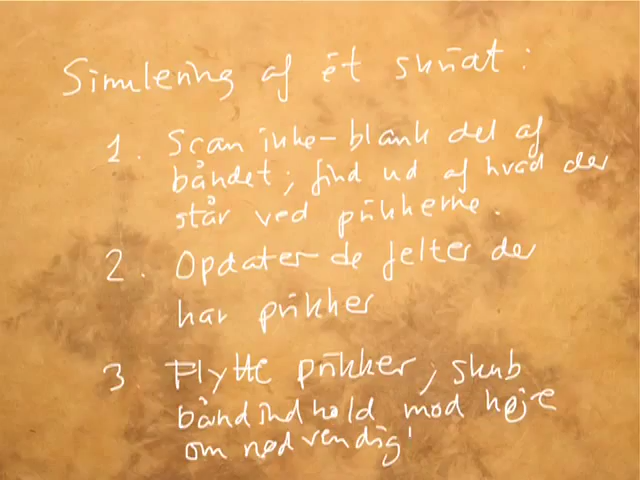 Simulering af ét skridt:
1. Scan ikke-blank del af
båndet; find ud af hvad der
står ved prikkerne.
2. Opdater de felter der
har prikker
3 Flytte prikker, skub
båndindhold mod højre
om nødvendig'